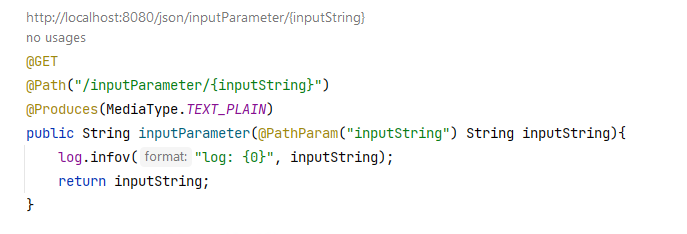 http://localhost:8080/json/inputParameter/{inputString}
no usages
@GET
@Path("/inputParameter/{inputString}")
@Produces(MediaType.TEXT_PLAIN)
public String inputParameter(@PathParam("inputString") String inputString){
    log.infov( format: "log: {0}", inputString);
    return inputString;
}